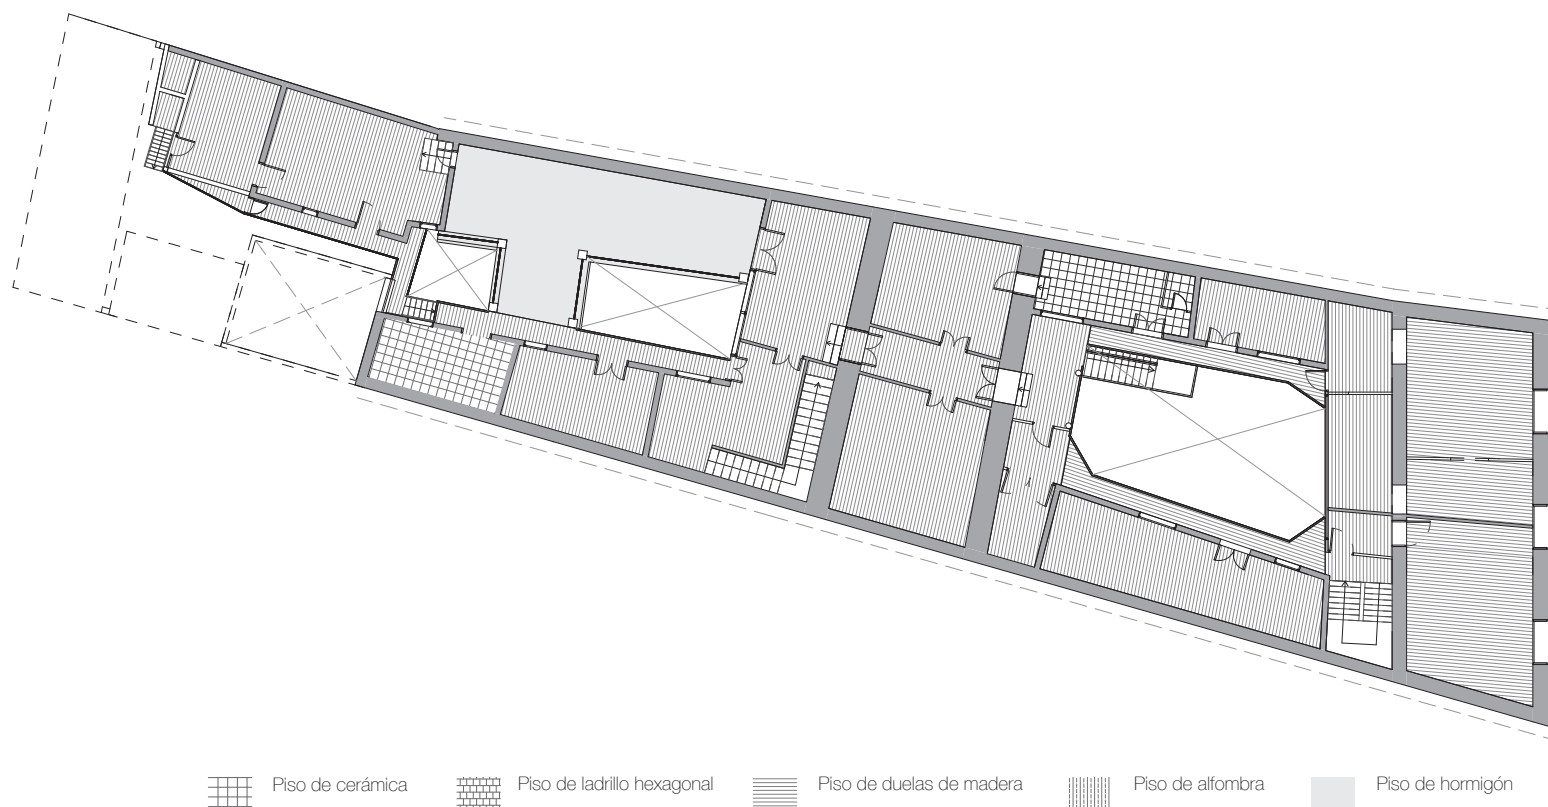 Piso de cerámica
Piso de ladrillo hexagonal
Piso de duelas de madera
Piso de alfombra
Piso de hormigón